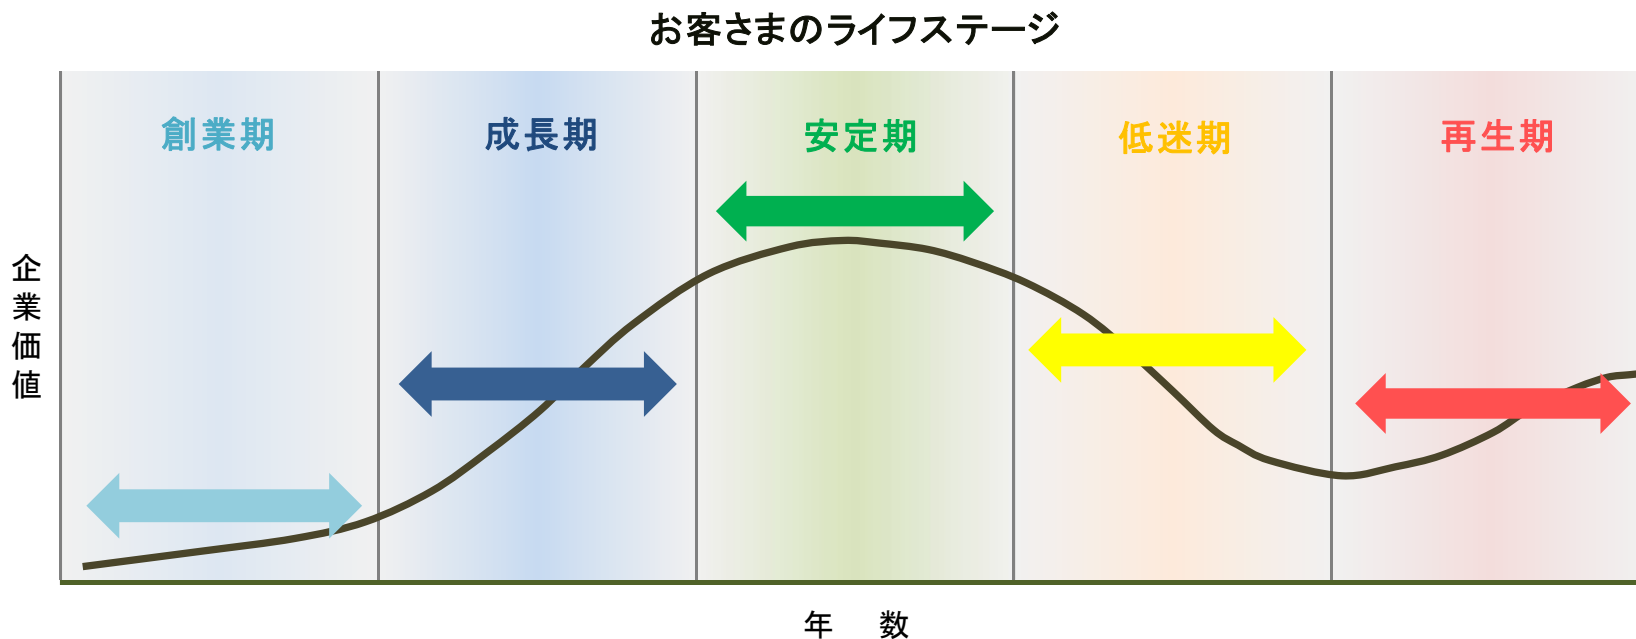 お客さまのライフステージ
創業期
成長期
安定期
低迷期
再生期
企業価値
年　数